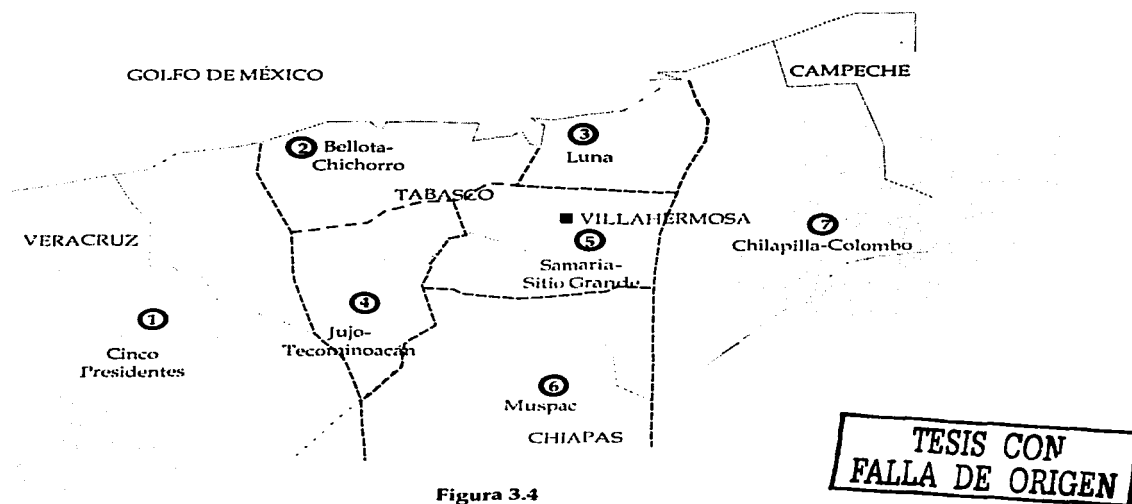 GOLFO DE MÉXICO
CAMPECHE
3
Luna
2
Bellota-
Chichorro
TABASCO
VILLAHERMOSA
7
Chilapilla-Colombo
VERACRUZ
5
Samaria-
Sitio Grande
4
Jujo-
Tecominoacán
1
Cinco
Presidentes
6
Muspac
CHIAPAS
TESIS CON
FALLA DE ORIGEN
Figura 3.4